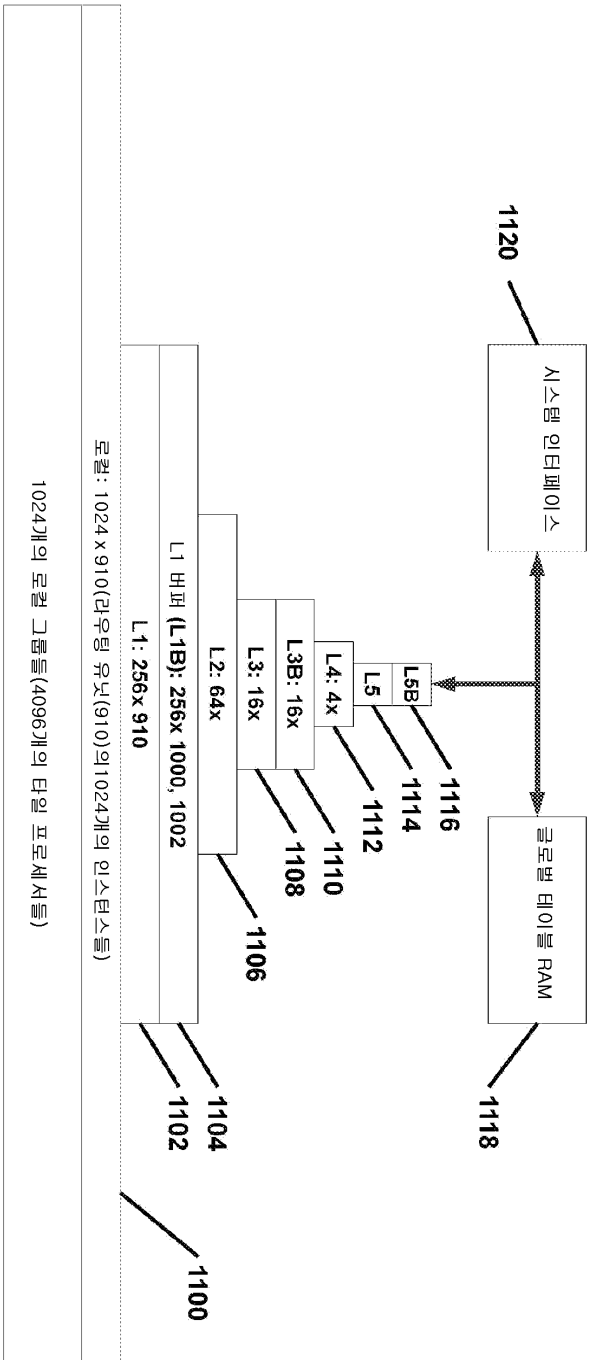 1120
시스템 인터페이스
글로벌 테이블 RAM
1118
L5B
1116
L5
1114
L4: 4x
1112
L3B: 16x
1110
L3: 16x
1108
L2: 64x
1106
L1 버퍼 (L1B): 256x 1000, 1002
1104
L1: 256x 910
1102
1100
로컬: 1024 x 910(라우팅 유닛(910)의1024개의 인스턴스들)
1024개의 로컬 그룹들(4096개의 타일 프로세서들)